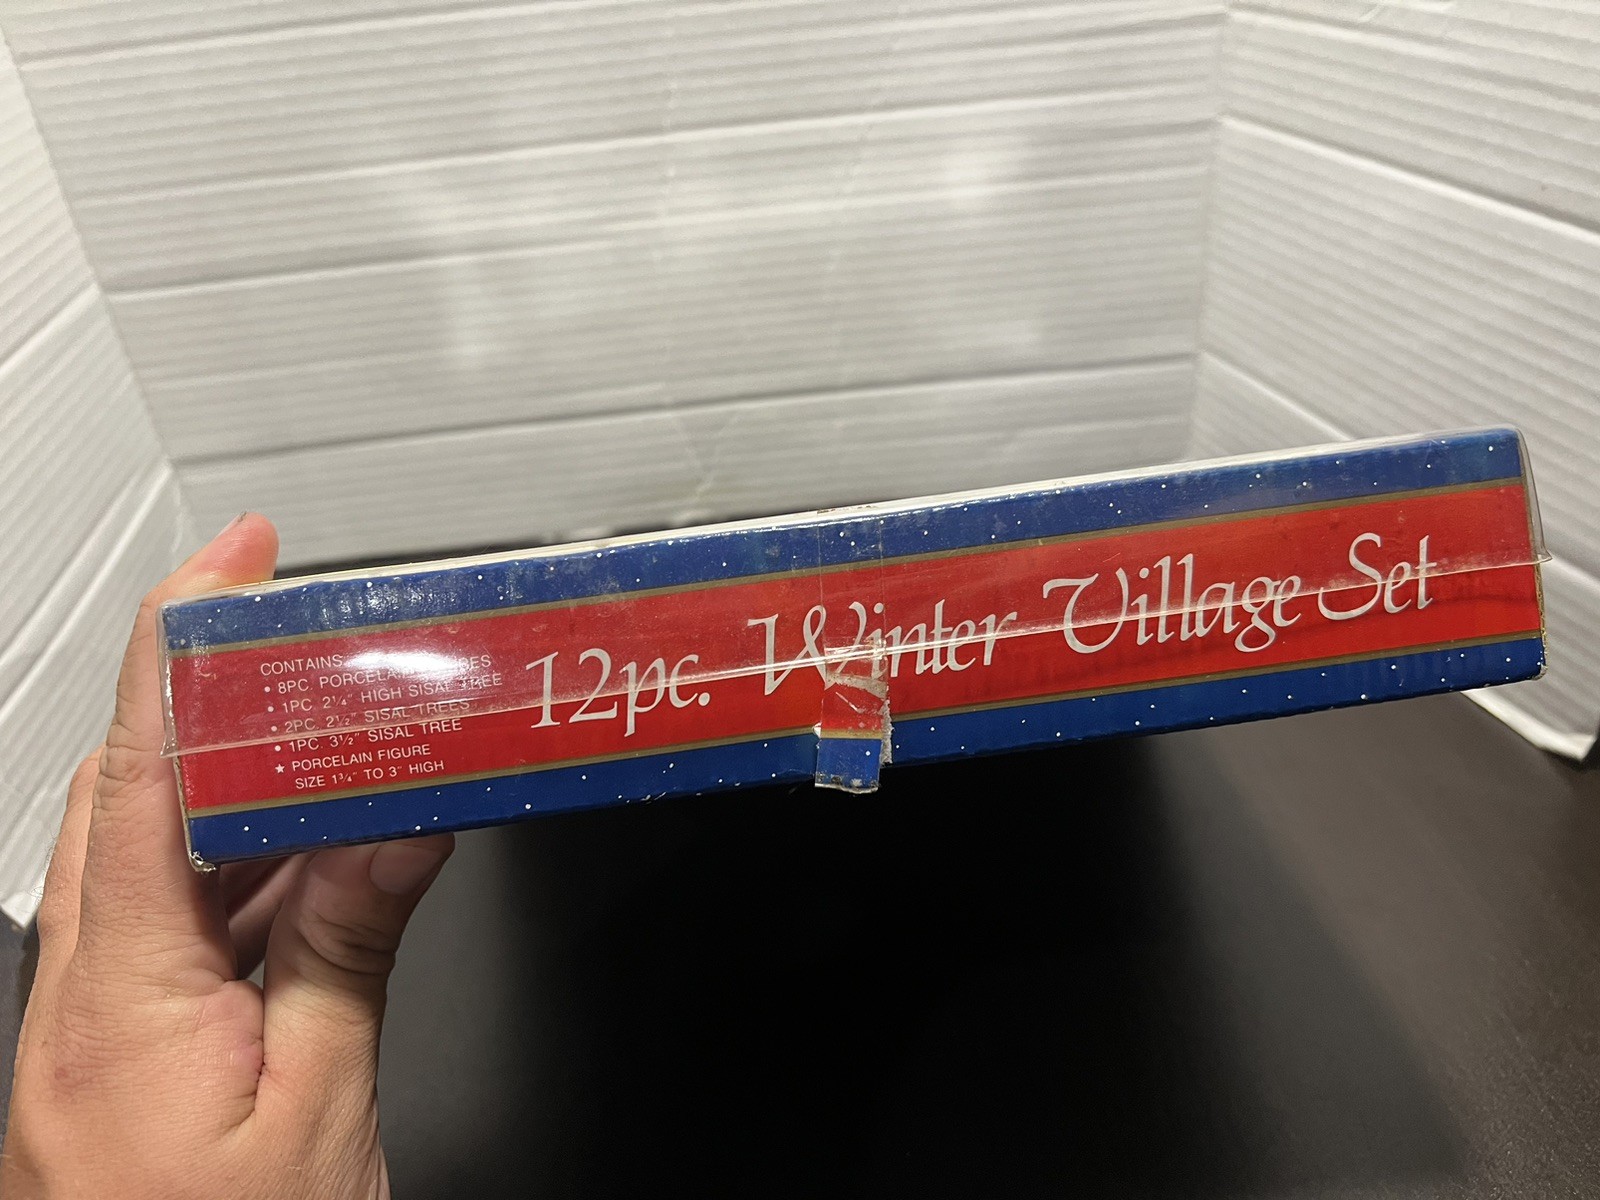 CONTAINS
• 8PC. PORCELAIN
• 1PC. 2¼" HIGH SISAL TREE
• 2PC. 2½" SISAL TREES
• 1PC. 3½" SISAL TREE
★ PORCELAIN FIGURE
SIZE 1¾" TO 3" HIGH
12pc. Winter Village Set